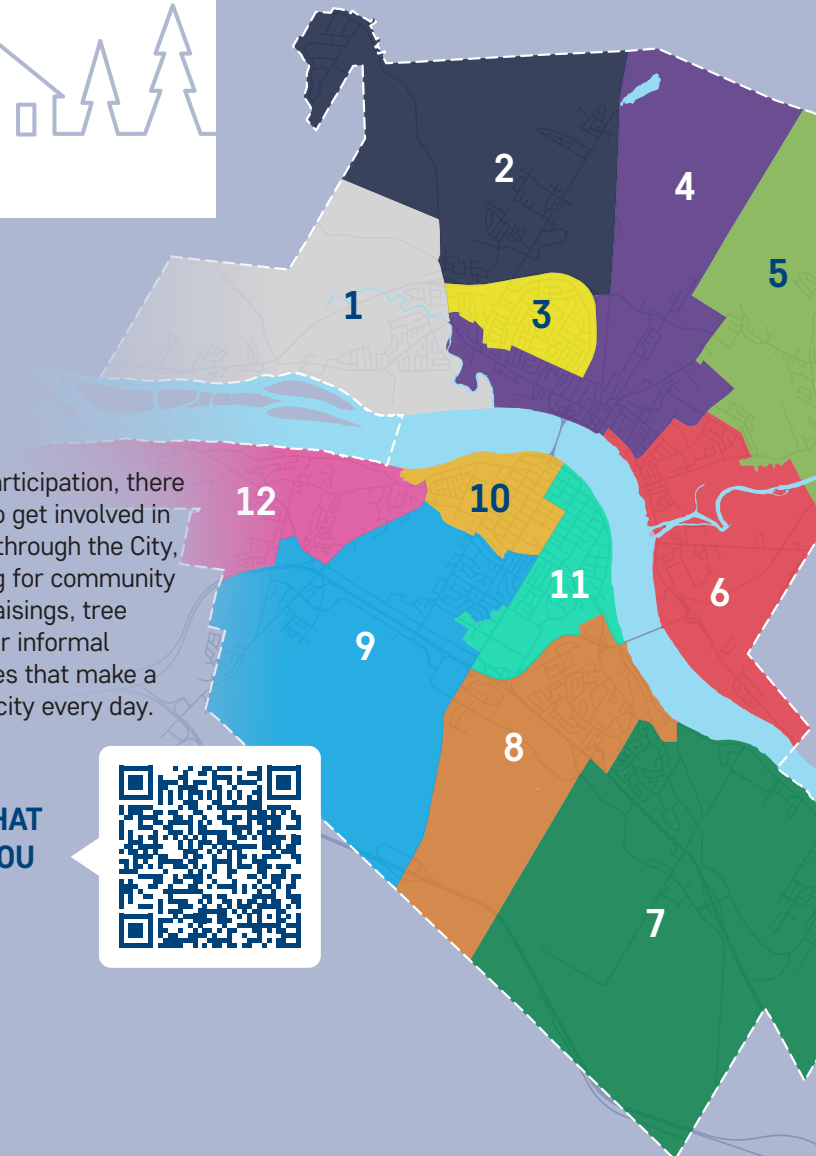 2
4
5
1
3
articipation, there
o get involved in
through the City,
g for community
aisings, tree
r informal
es that make a
city every day.
12
10
11
6
9
8
HAT
OU
7